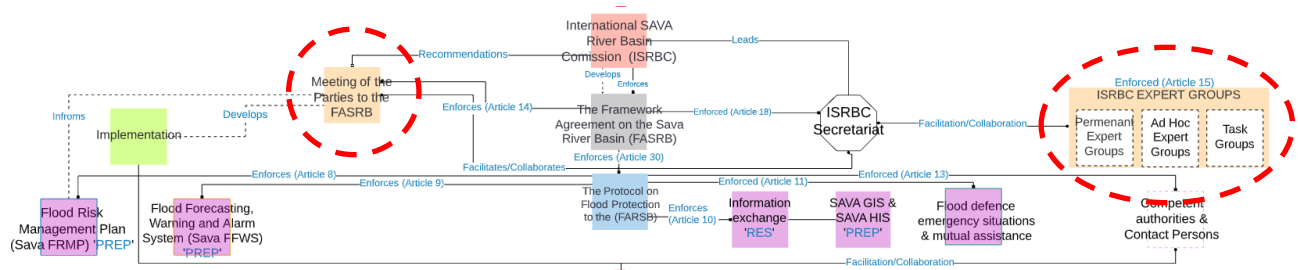 International SAVA
River Basin
Comission (ISRBC)
Recommendations
Leads
Develops
Enforces
Meeting of the
Parties to the
FASRB
Enforced (Article 15)
ISRBC EXPERT GROUPS
Permenant
Expert
Groups
Ad Hoc
Expert
Groups
Task
Groups
Infroms
Implementation
Develops
Enforces (Article 14)
The Framework
Agreement on the Sava
River Basin (FASRB)
Enforced (Article 18)
ISRBC
Secretariat
Facilitation/Collaboration
Enforces (Article 30)
Facilitates/Collaborates
Enforces (Article 8)
Enforces (Article 9)
Enforced (Article 13)
Enforced (Article 11)
The Protocol on
Flood Protection
to the (FARSB)
Enforces
(Article 10)
Flood Risk
Management Plan
(Sava FRMP) 'PREP'
Flood Forecasting,
Warning and Alarm
System (Sava FFWS)
'PREP'
Information
exchange
'RES'
SAVA GIS &
SAVA HIS
'PREP'
Flood defence
emergency situations
& mutual assistance
Competent
authorities &
Contact Persons
Facilitation/Collaboration